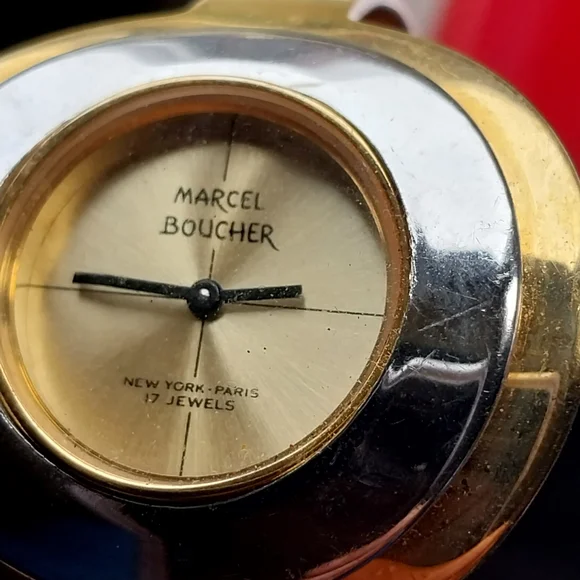 MARCEL
BOUCHER
NEW YORK - PARIS
17 JEWELS